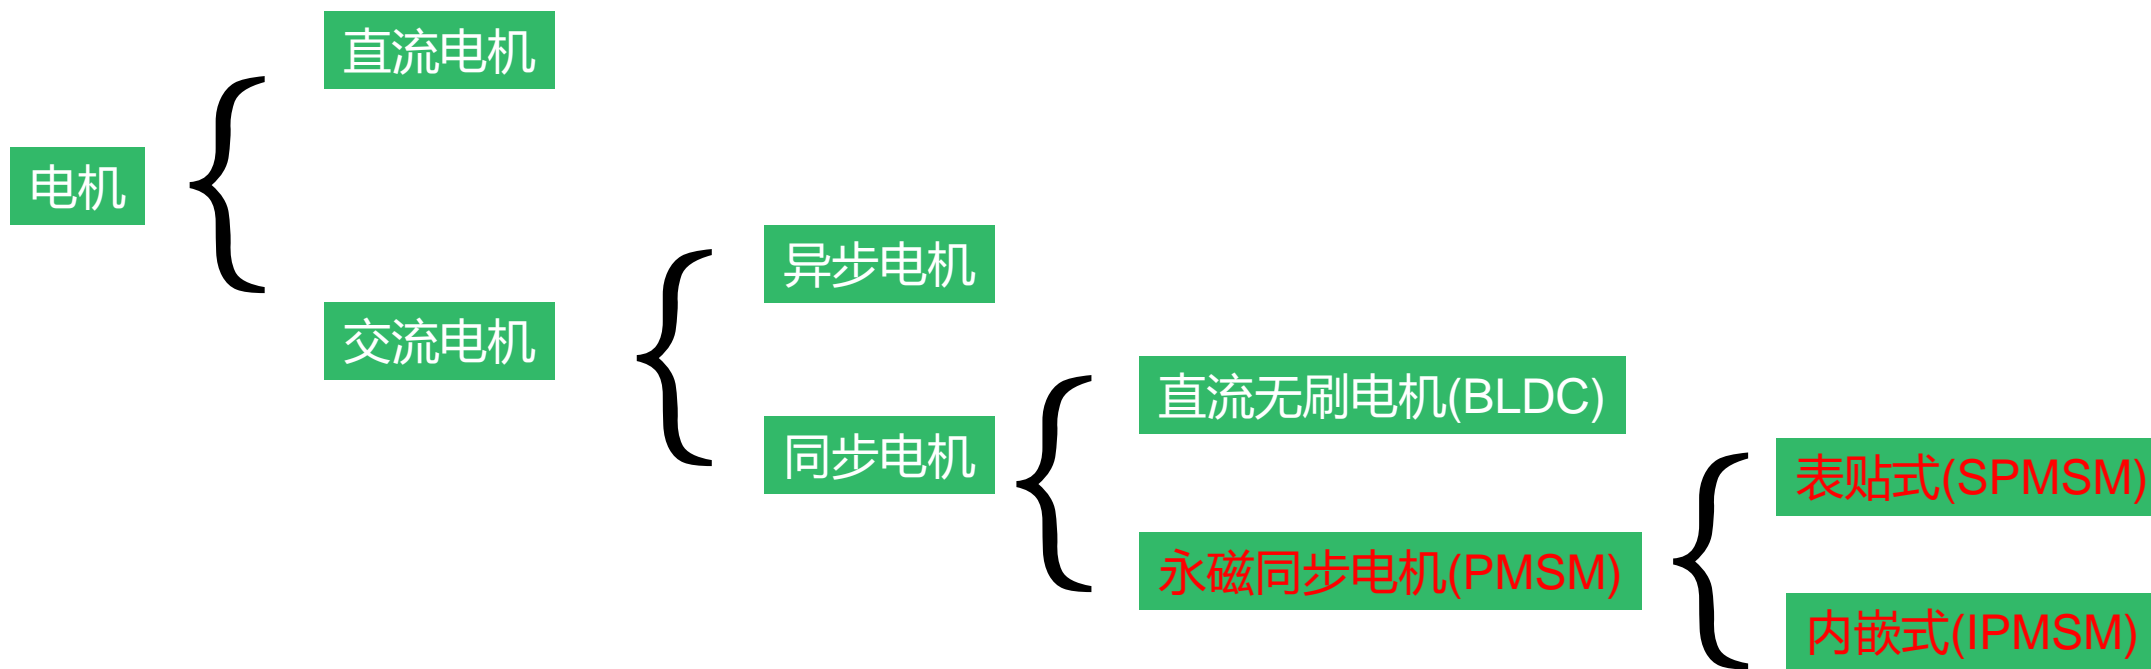 直流电机
电机
异步电机
交流电机
直流无刷电机(BLDC)
同步电机
表贴式(SPMSM)
永磁同步电机(PMSM)
内嵌式(IPMSM)